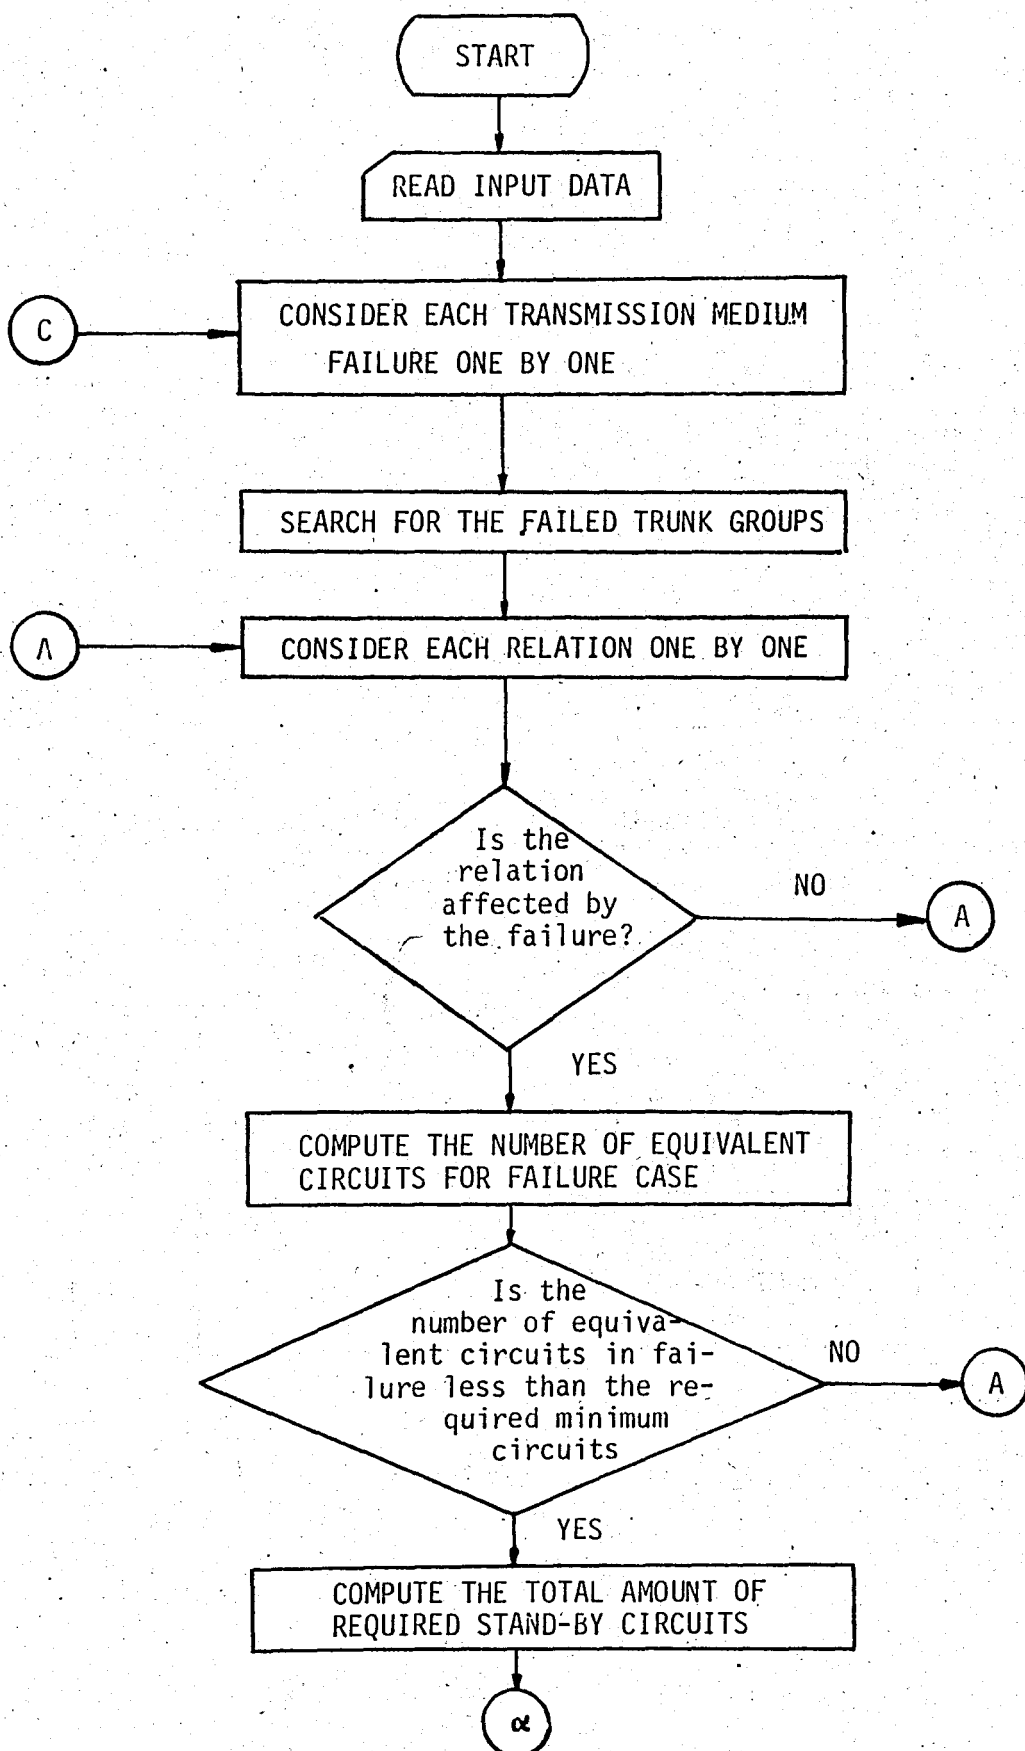 START
READ INPUT DATA
C
CONSIDER EACH TRANSMISSION MEDIUM
FAILURE ONE BY ONE
SEARCH FOR THE FAILED TRUNK GROUPS
A
CONSIDER EACH RELATION ONE BY ONE
Is the
relation
affected by
the failure?
NO
A
YES
COMPUTE THE NUMBER OF EQUIVALENT
CIRCUITS FOR FAILURE CASE
Is the
number of equiva-
lent circuits in fai-
lure less than the re-
quired minimum
circuits
NO
A
YES
COMPUTE THE TOTAL AMOUNT OF
REQUIRED STAND-BY CIRCUITS
α